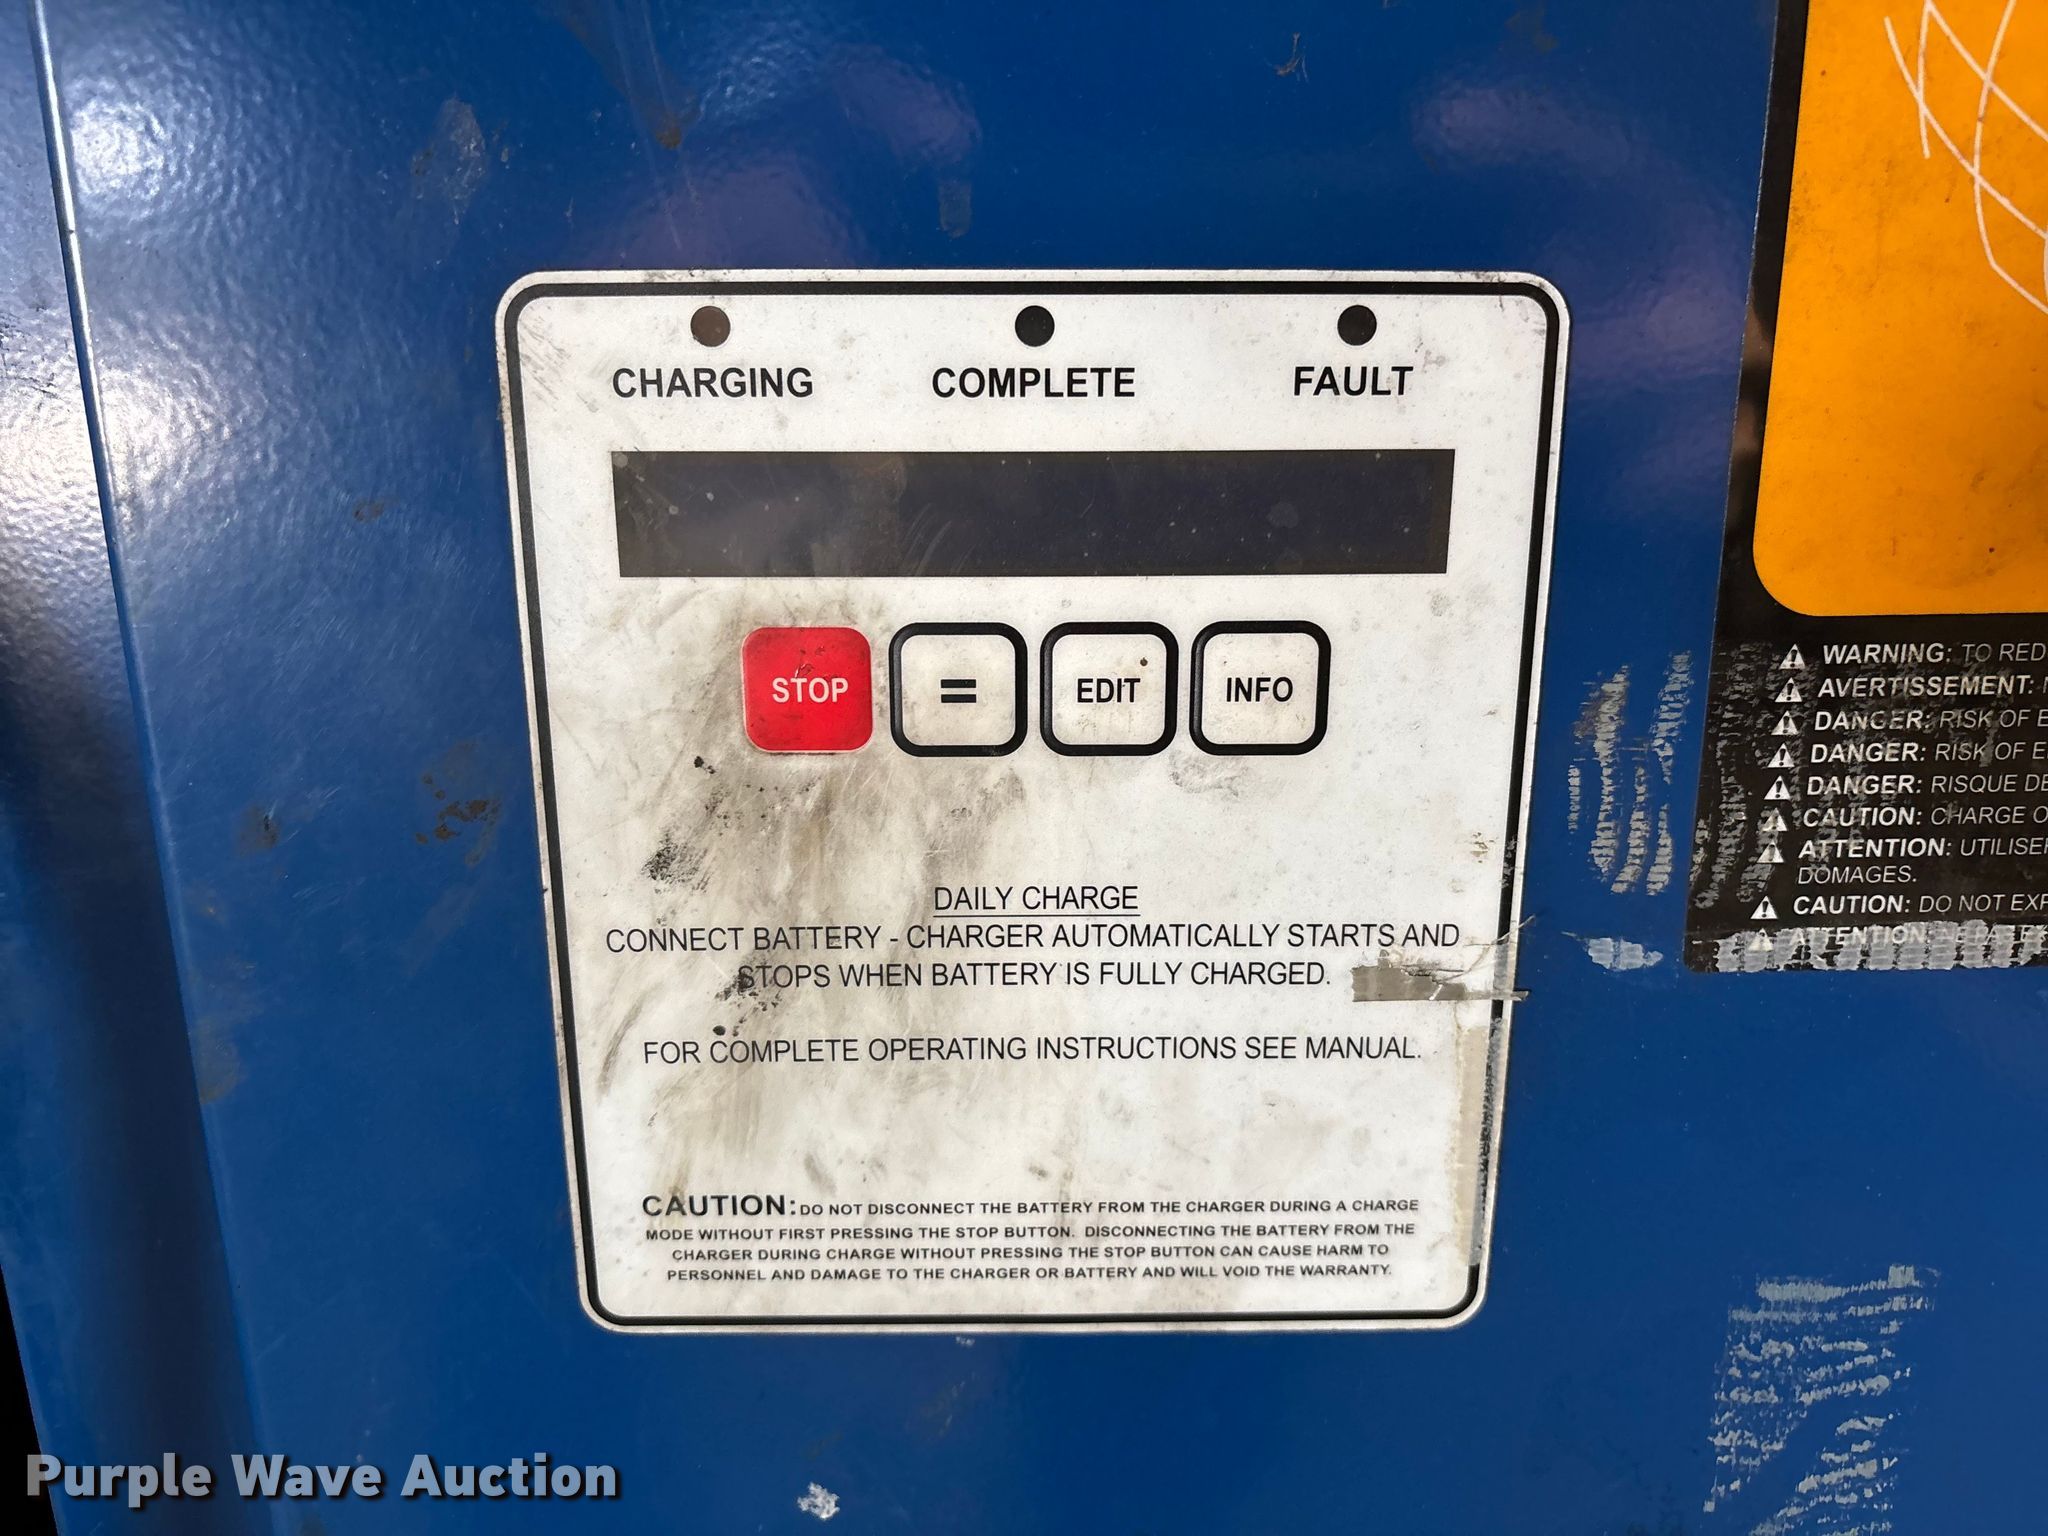 CHARGING COMPLETE FAULT
STOP = EDIT INFO
DAILY CHARGE
CONNECT BATTERY - CHARGER AUTOMATICALLY STARTS AND
STOPS WHEN BATTERY IS FULLY CHARGED.
FOR COMPLETE OPERATING INSTRUCTIONS SEE MANUAL.
CAUTION: DO NOT DISCONNECT THE BATTERY FROM THE CHARGER DURING A CHARGE
MODE WITHOUT FIRST PRESSING THE STOP BUTTON. DISCONNECTING THE BATTERY FROM THE
CHARGER DURING CHARGE WITHOUT PRESSING THE STOP BUTTON CAN CAUSE HARM TO
PERSONNEL AND DAMAGE TO THE CHARGER OR BATTERY AND WILL VOID THE WARRANTY.
WARNING: TO RED
AVERTISSEMENT:
DANGER: RISK OF E
DANGER: RISK OF E
DANGER: RISQUE DE
CAUTION: CHARGE O
ATTENTION: UTILISER
DOMAGES.
CAUTION: DO NOT EXP
ATTENTION:
Purple Wave Auction